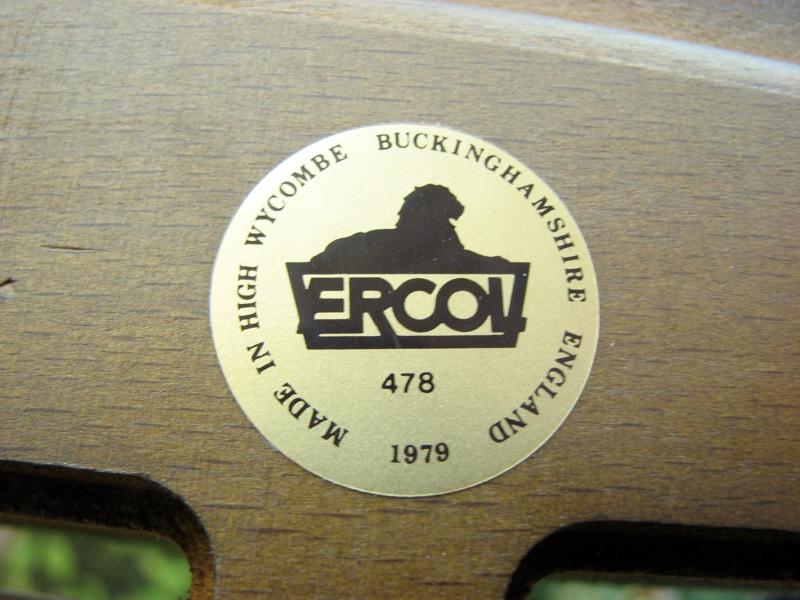 MADE IN HIGH WYCOMBE BUCKINGHAMSHIRE ENGLAND
ERCOL
478
1979